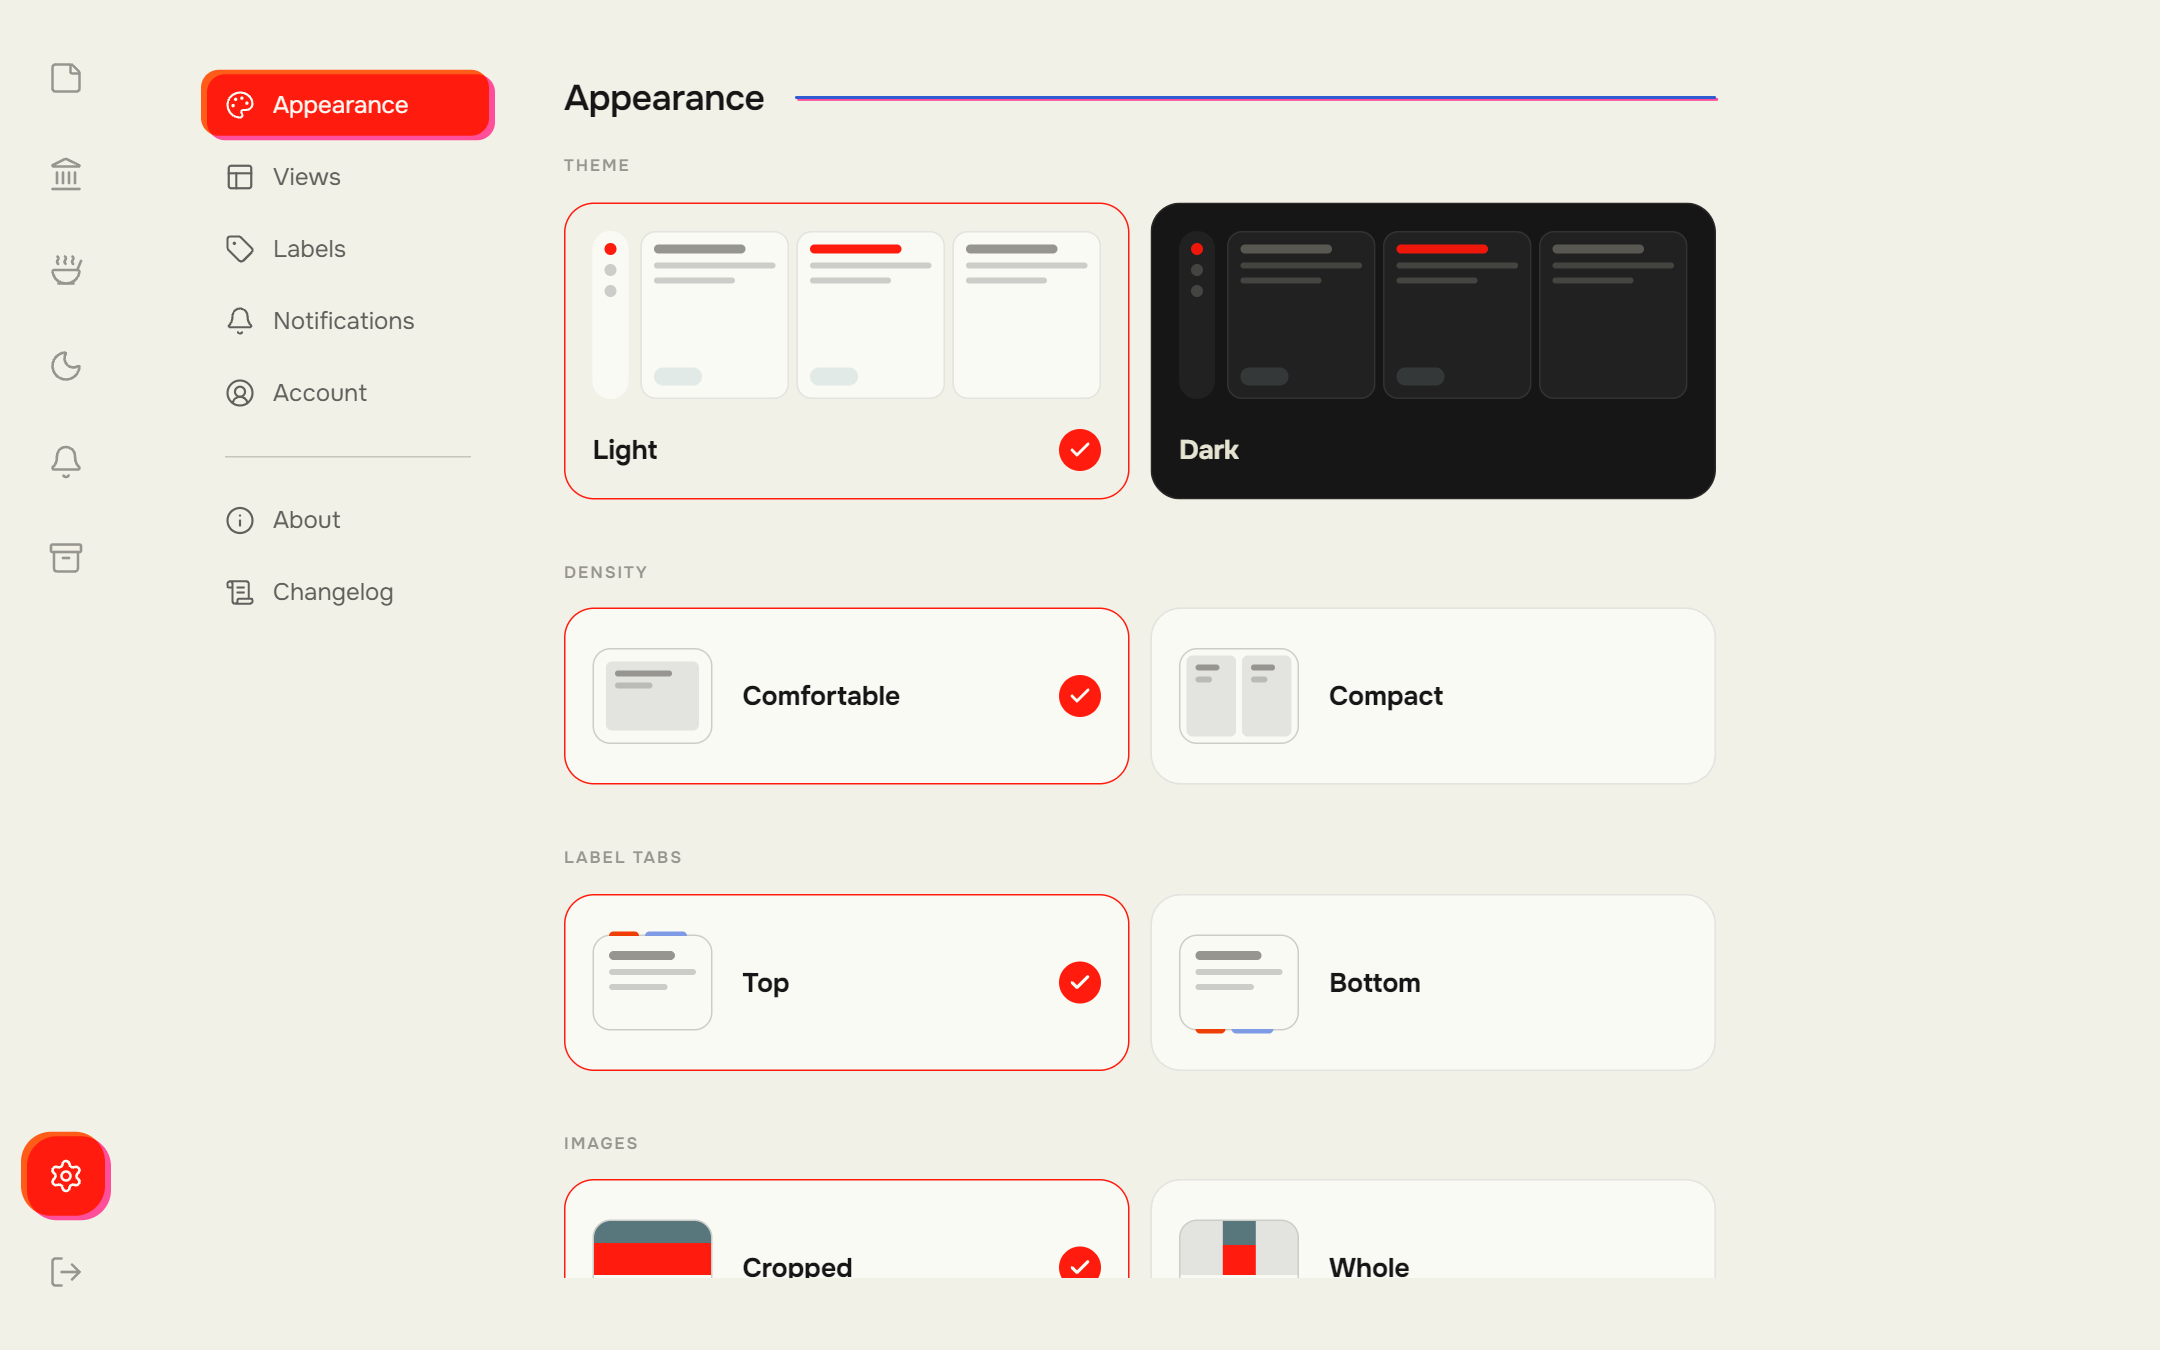 Appearance
Views
Labels
Notifications
Account
About
Changelog
Appearance
THEME
Light
Dark
DENSITY
Comfortable
Compact
LABEL TABS
Top
Bottom
IMAGES
Cropped
Whole